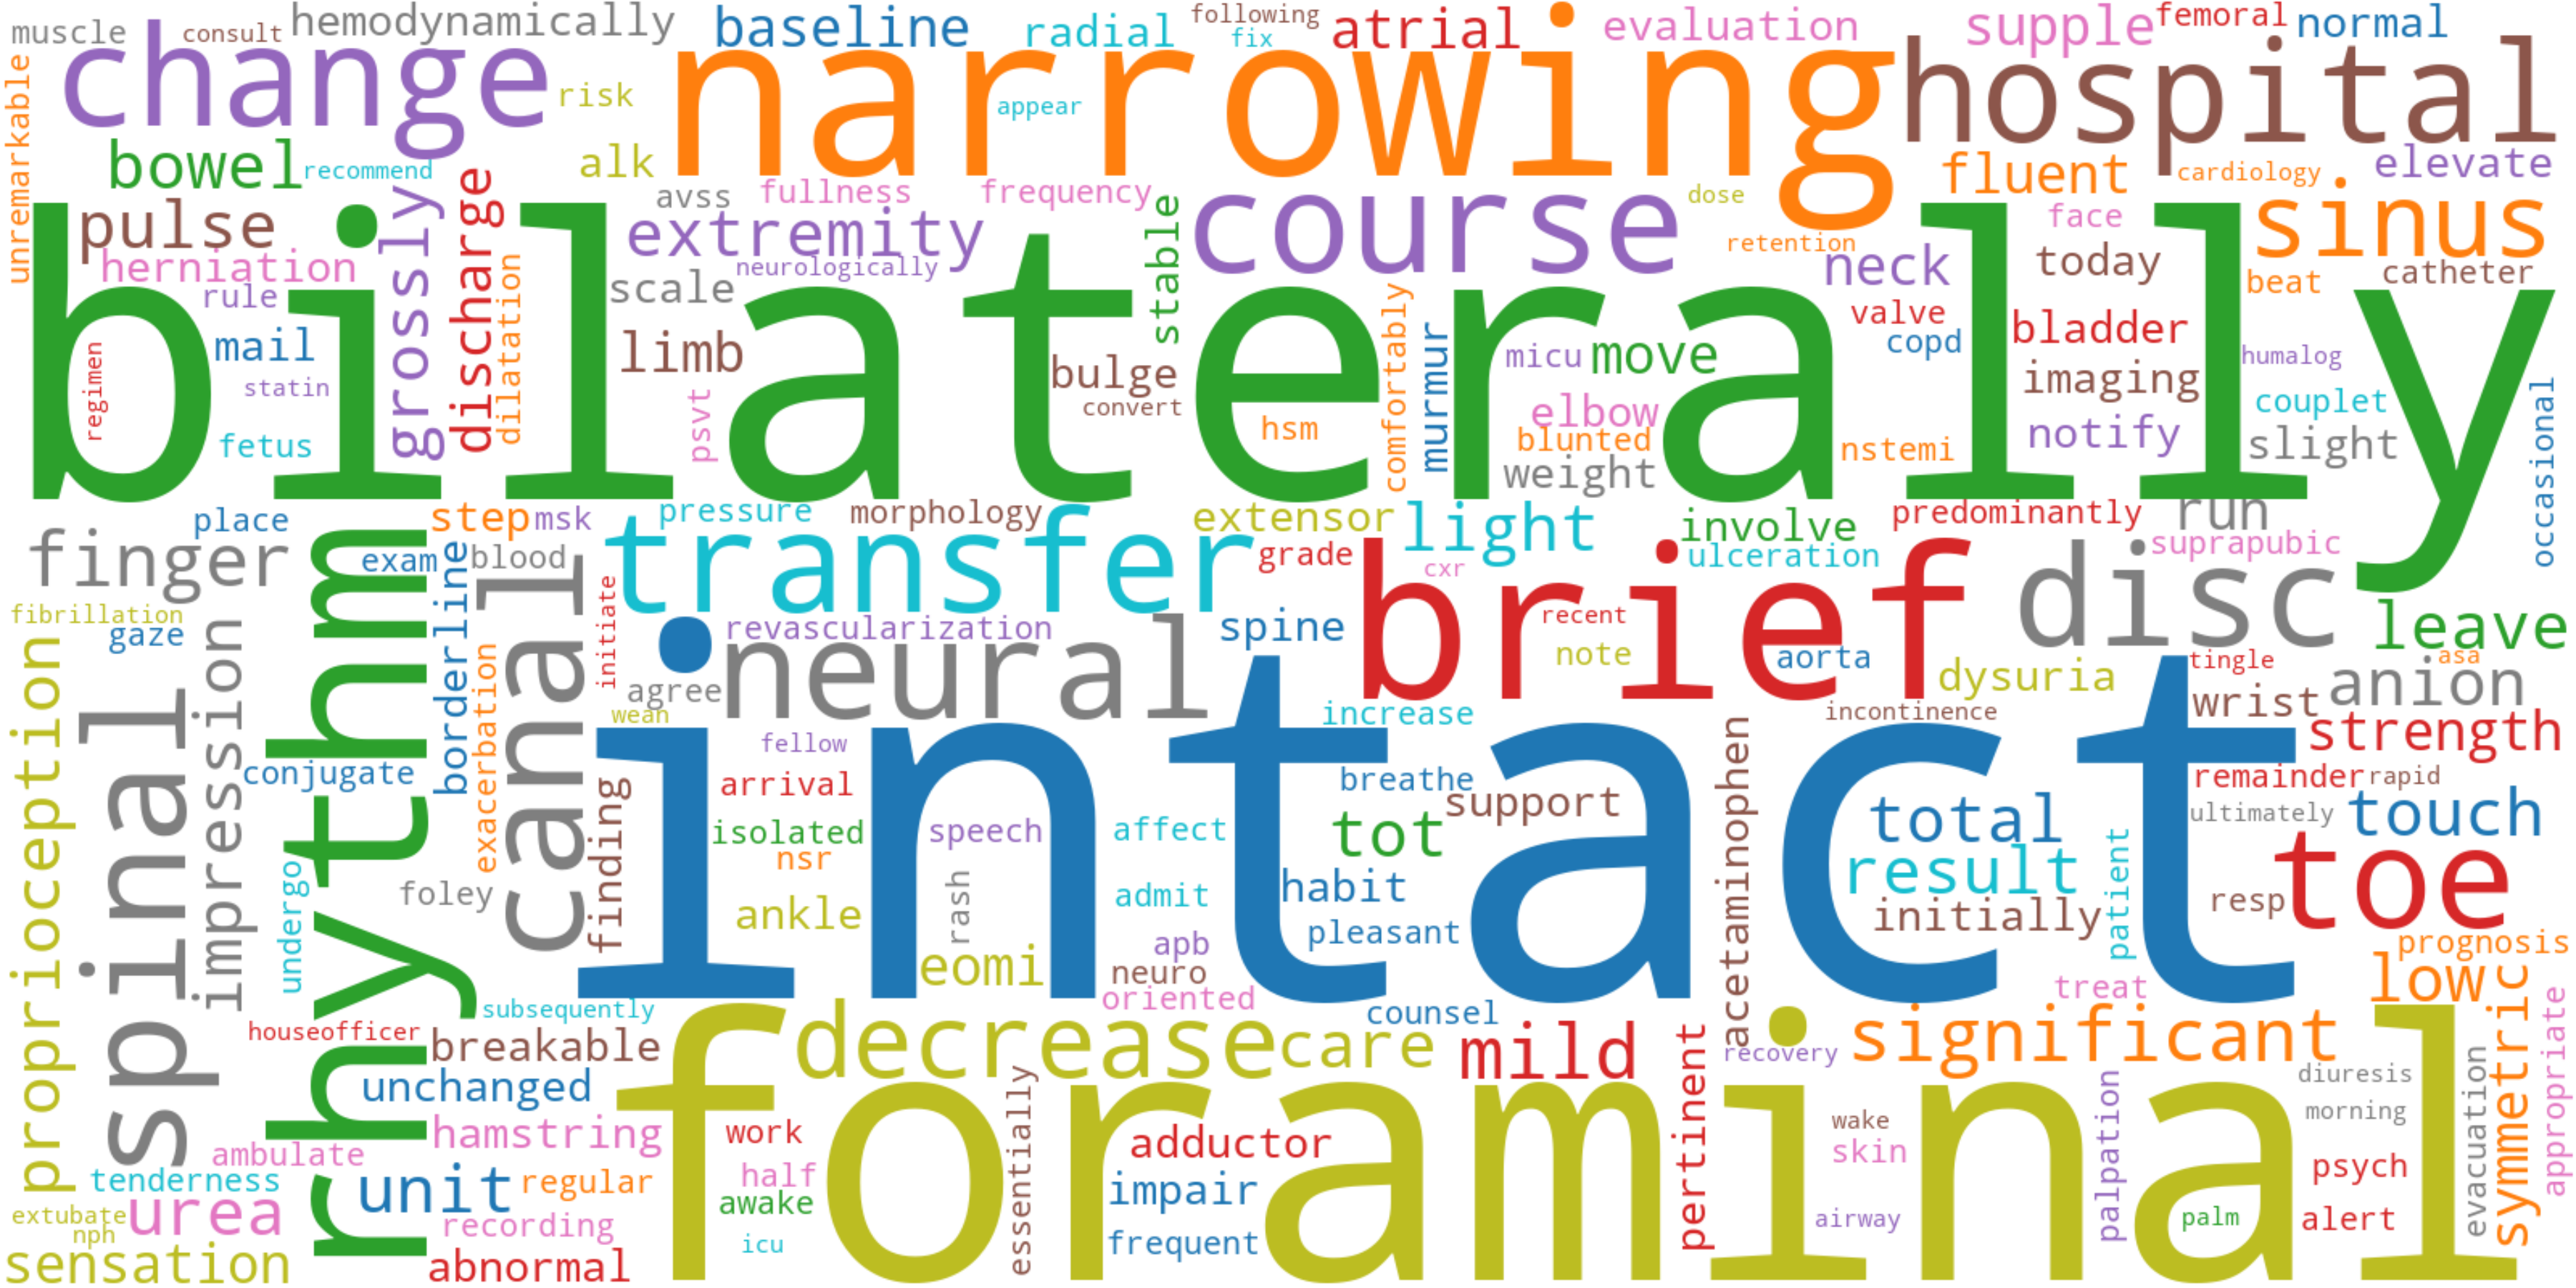 muscle consult hemodynamically baseline radial following fix atrial evaluation supple femoral normal
unremarkable change risk narrowing appear hospital
bowel recommend alk fluent cardiology elevate
pulse grossly discharge avss fullness frequency stable course dose face sinus
herniation extremity neurologically retention neck today beat catheter
rule dilatation scale valve
bilaterally
regimen mail statin limb bulge convert comfortably murmur micu move copd bladder imaging humalog
fetus psvt hsm elbow blunted weight nstemi notify couplet slight occasional
place step msk pressure morphology extensor light involve predominantly run
finger rhythm exam borderline blood transfer grade cxr ulceration disc suprapubic
fibrillation gaze initiate revascularization spine brief recent leave
proprioception spinal impression canal agree neural note aorta dysuria tingle asa anion
exacerbation wean increase incontinence wrist
conjugate finding intact fellow arrival breathe support acetaminophen strength remainder rapid
isolated nsr speech affect tot total ultimately touch
undergo foley ankle rash admit habit result initially patient resp toe
eomi apb neuro pleasant prognosis
subsequently oriented counsel treat low symmetric
houseofficer breakable decrease care mild recovery significant appropriate
unchanged foraminal essentially pertinent diuresis evacuation
hamstring work adductor wake skin palpation morning
ambulate half psych
tenderness unit regular awake impair
extubate urea recording frequent airway palm alert
nph icu
sensation abnormal